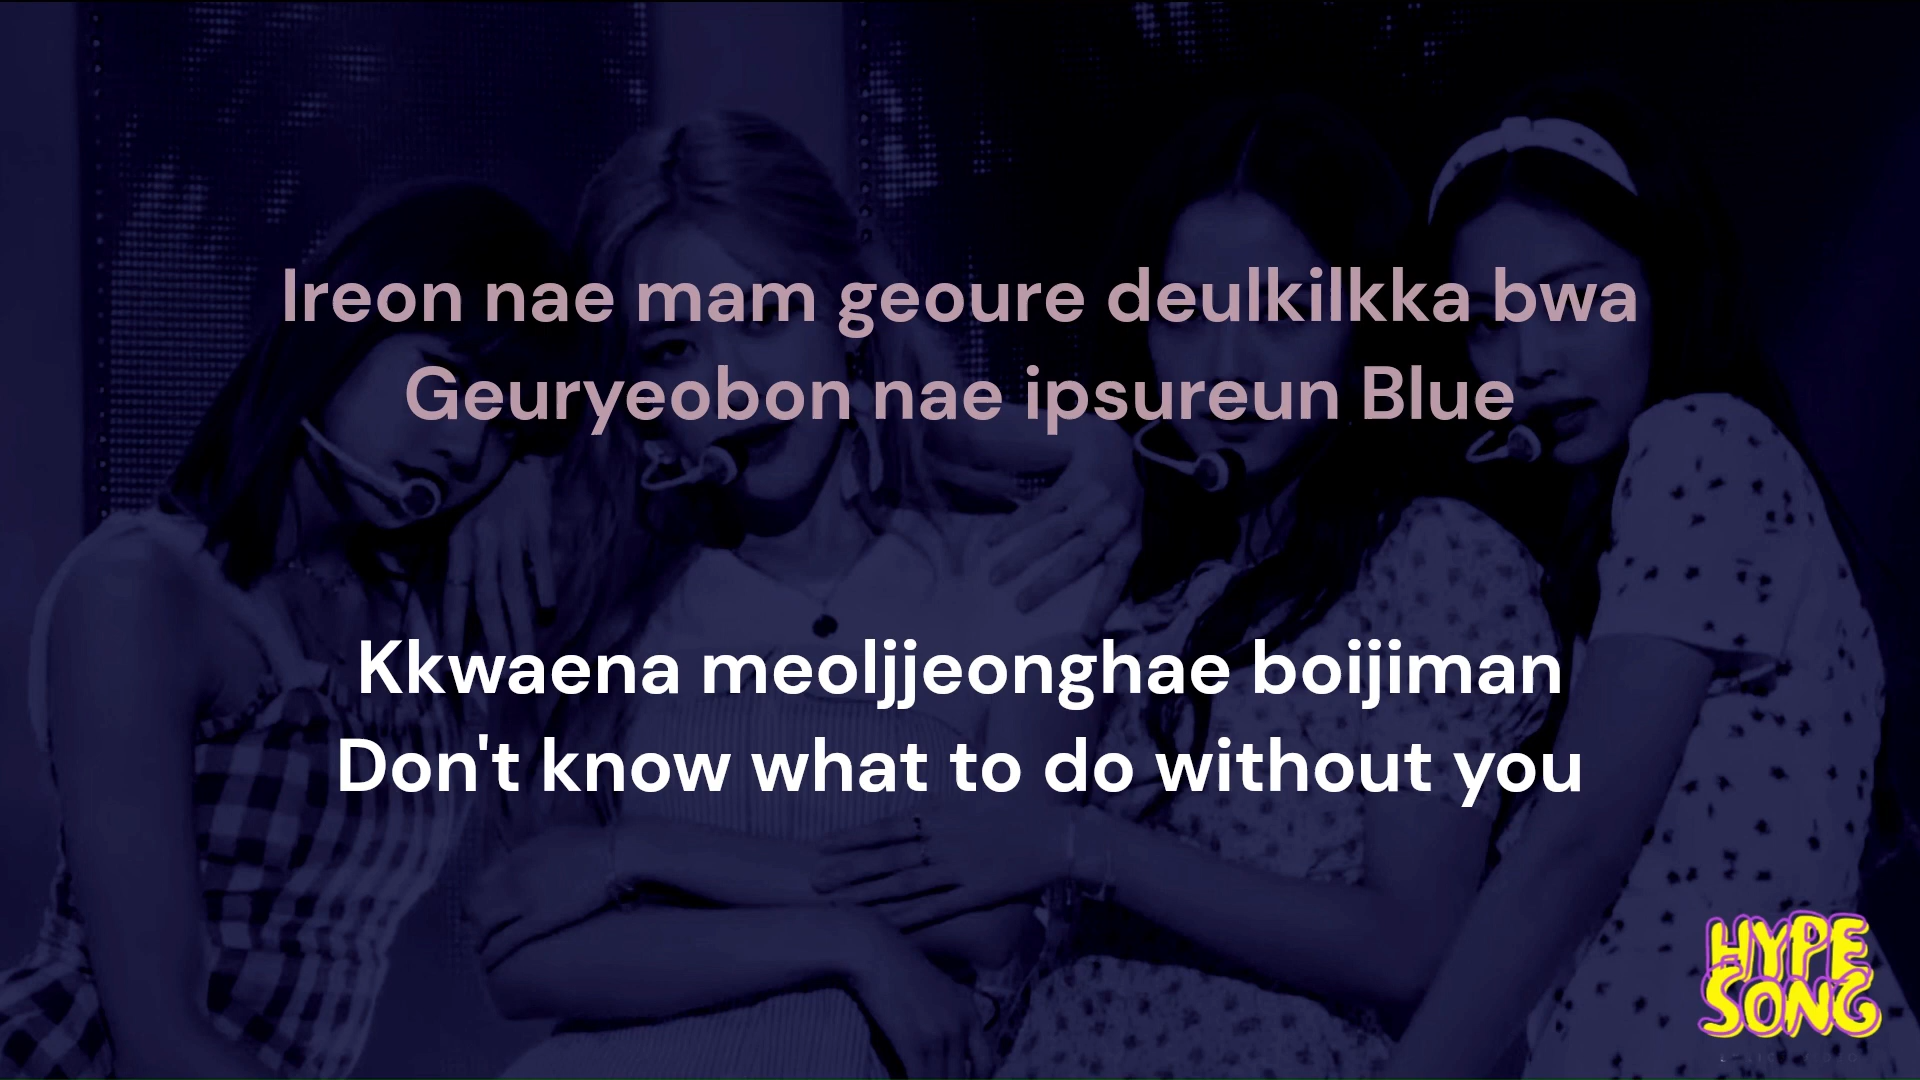 Ireon nae mam geoure deulkilkka bwa
Geuryeobon nae ipsureun Blue
Kkwaena meoljjeonghae boijiman
Don't know what to do without you
HYPE
SONG